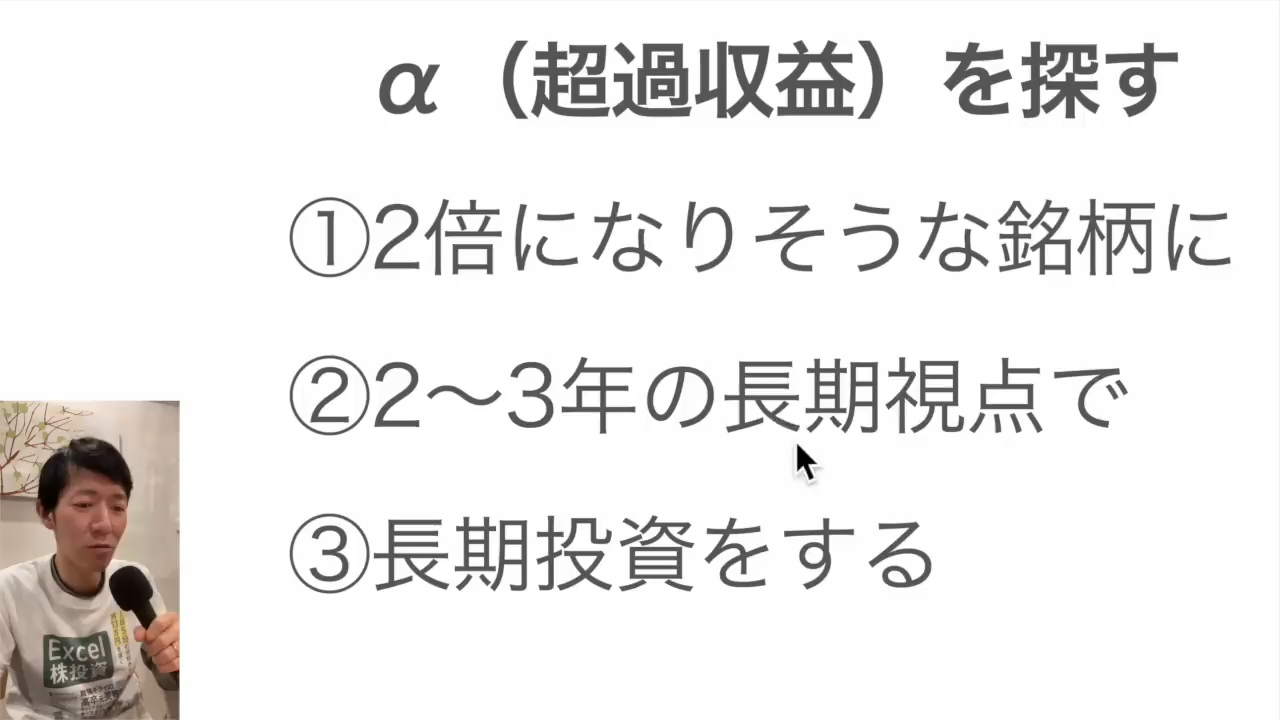 α（超過収益）を探す
①2倍になりそうな銘柄に
②2〜3年の長期視点で
③長期投資をする
Excel
株投資